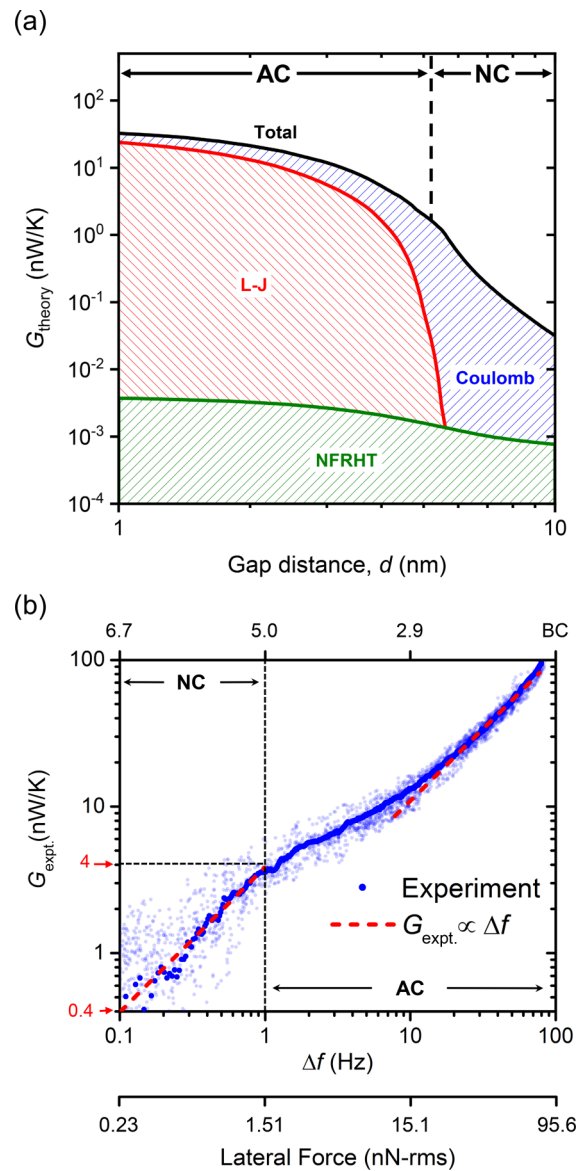 (a)
AC
NC
10²
10¹
10⁰
10⁻¹
10⁻²
10⁻³
10⁻⁴
G_theory (nW/K)
Total
L-J
Coulomb
NFRHT
1
10
Gap distance, d (nm)
(b)
6.7
5.0
2.9
BC
NC
100
10
4
1
0.4
G_expt.(nW/K)
Experiment
G_expt. ∝ Δf
AC
0.1
1
10
100
Δf (Hz)
0.23
1.51
15.1
95.6
Lateral Force (nN-rms)